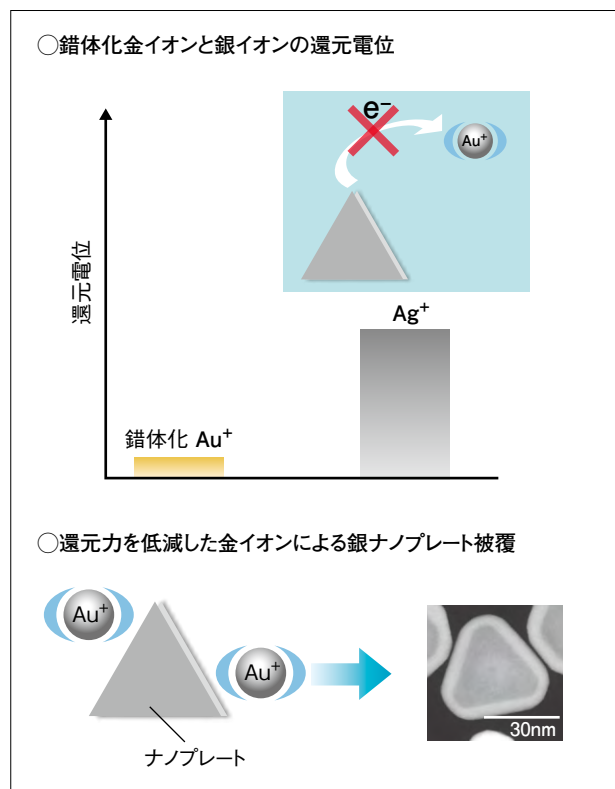 ○錯体化金イオンと銀イオンの還元電位
e⁻
Au⁺
還元電位
Ag⁺
錯体化 Au⁺
○還元力を低減した金イオンによる銀ナノプレート被覆
Au⁺
Au⁺
30nm
ナノプレート